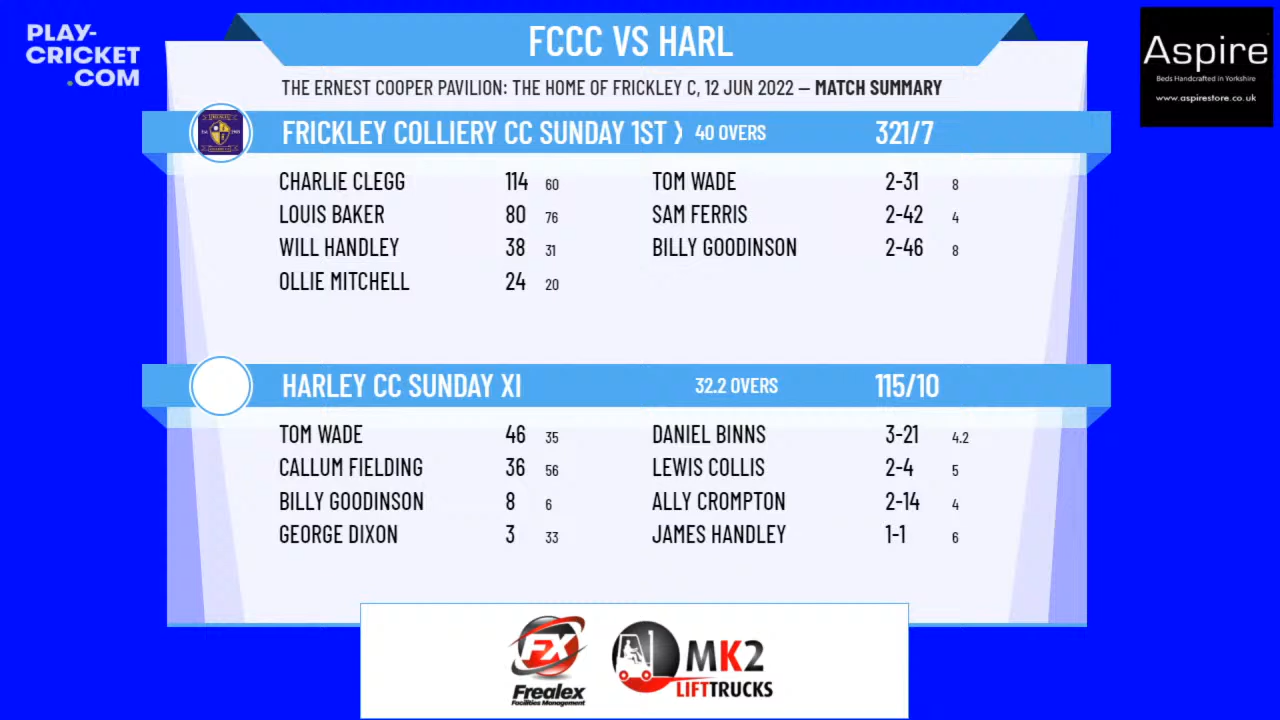 PLAY-
CRICKET
.COM
FCCC VS HARL
Aspire
Beds Handcrafted in Yorkshire
www.aspirestore.co.uk
THE ERNEST COOPER PAVILION: THE HOME OF FRICKLEY C, 12 JUN 2022 – MATCH SUMMARY
FRICKLEY COLLIERY CC SUNDAY 1ST 40 OVERS 321/7
CHARLIE CLEGG 114 60 TOM WADE 2-31 8
LOUIS BAKER 80 76 SAM FERRIS 2-42 4
WILL HANDLEY 38 31 BILLY GOODINSON 2-46 8
OLLIE MITCHELL 24 20
HARLEY CC SUNDAY XI 32.2 OVERS 115/10
TOM WADE 46 35 DANIEL BINNS 3-21 4.2
CALLUM FIELDING 36 56 LEWIS COLLIS 2-4 5
BILLY GOODINSON 8 6 ALLY CROMPTON 2-14 4
GEORGE DIXON 3 33 JAMES HANDLEY 1-1 6
FX
Frealex
Facilities Management
MK2
LIFTTRUCKS